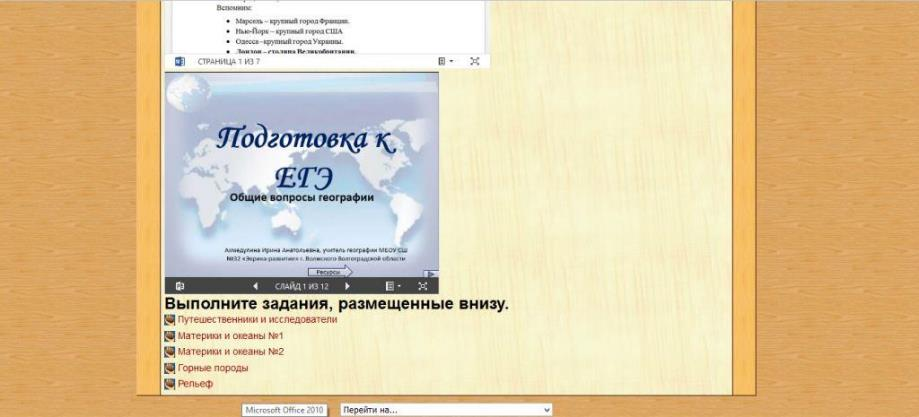 Вспомним:
• Марсель – крупный город Франции.
• Нью-Йорк – крупный город США
• Одесса –крупный город Украины.
• Лондон – столица Великобритании.
СТРАНИЦА 1 ИЗ 7
Подготовка к
ЕГЭ
Общие вопросы географии
Ирина Анатольевна, учитель географии МБОУ СШ
№32 «Эврика-развитие» г. Волжского Волгоградской области
Ресурсы
СЛАЙД 1 ИЗ 12
Выполните задания, размещенные внизу.
Путешественники и исследователи
Материки и океаны №1
Материки и океаны №2
Горные породы
Рельеф
Microsoft Office 2010
Перейти на...